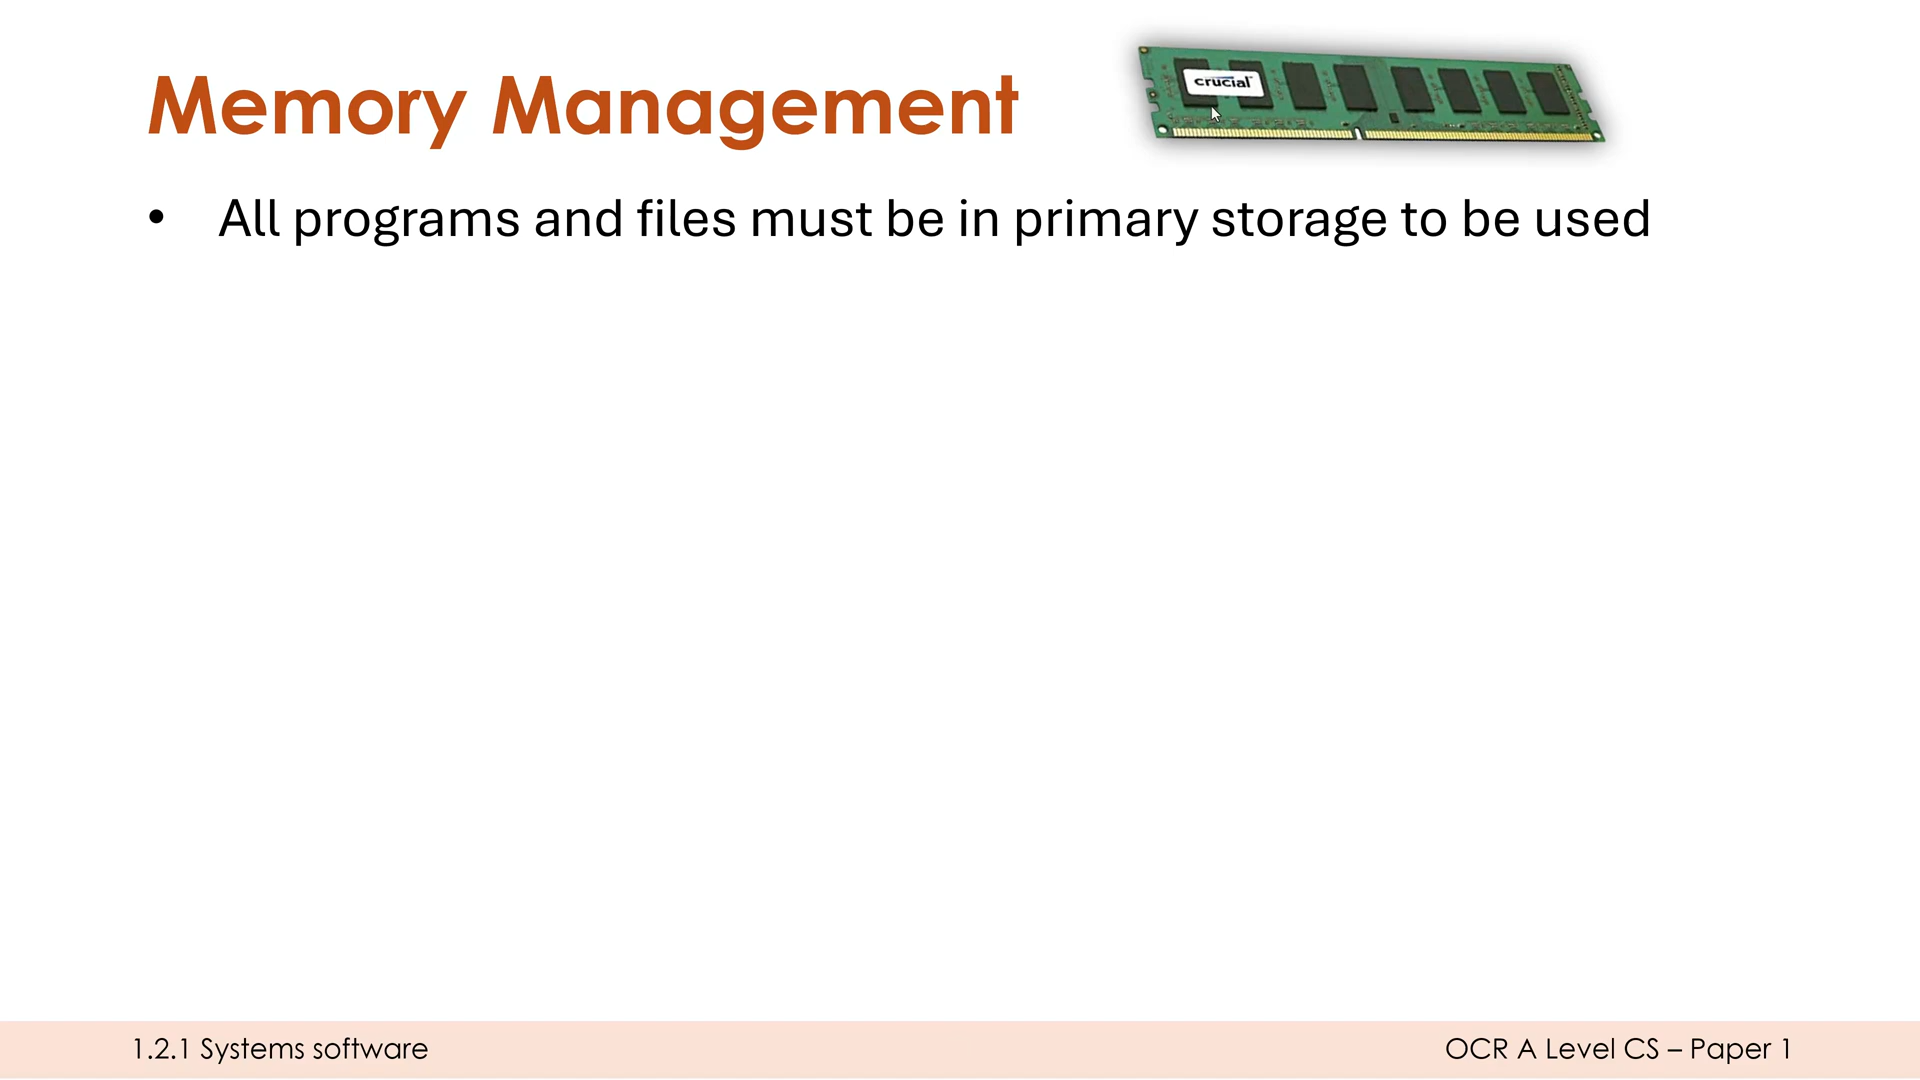 Memory Management
crucial
• All programs and files must be in primary storage to be used
1.2.1 Systems software
OCR A Level CS – Paper 1